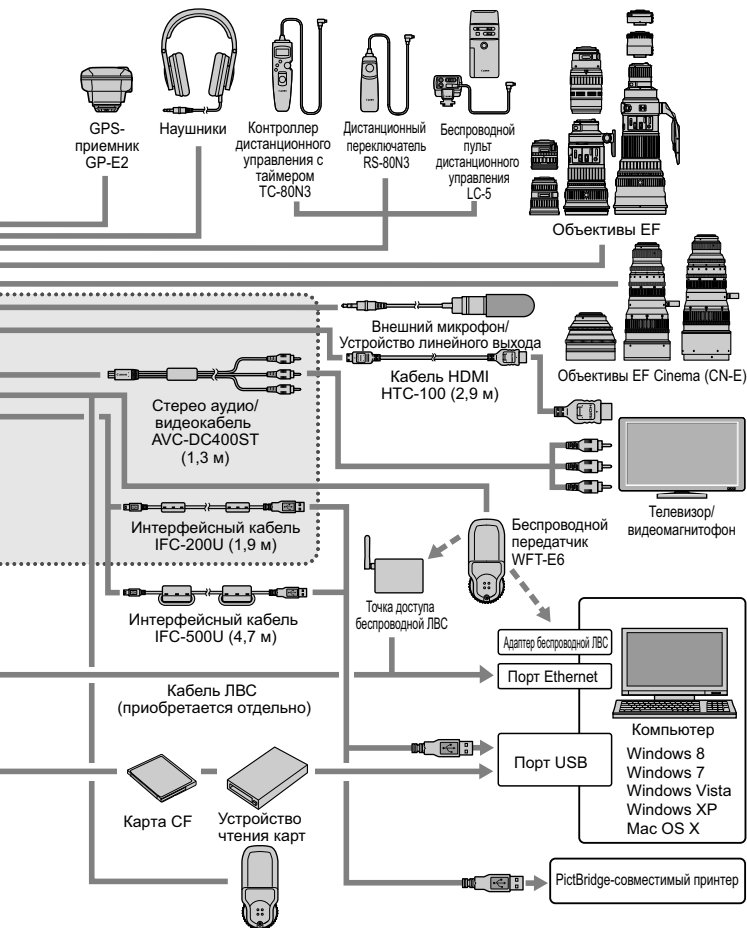 GPS-
приемник
GP-E2
Наушники
Контроллер
дистанционного
управления с
таймером
TC-80N3
Дистанционный
переключатель
RS-80N3
Беспроводной
пульт
дистанционного
управления
LC-5
Объективы EF
Внешний микрофон/
Устройство линейного выхода
Кабель HDMI
HTC-100 (2,9 м)
Объективы EF Cinema (CN-E)
Стерео аудио/
видеокабель
AVC-DC400ST
(1,3 м)
Телевизор/
видеомагнитофон
Интерфейсный кабель
IFC-200U (1,9 м)
Беспроводной
передатчик
WFT-E6
Точка доступа
беспроводной ЛВС
Интерфейсный кабель
IFC-500U (4,7 м)
Адаптер беспроводной ЛВС
Порт Ethernet
Кабель ЛВС
(приобретается отдельно)
Компьютер
Windows 8
Windows 7
Windows Vista
Windows XP
Mac OS X
Порт USB
Карта CF
Устройство
чтения карт
PictBridge-совместимый принтер